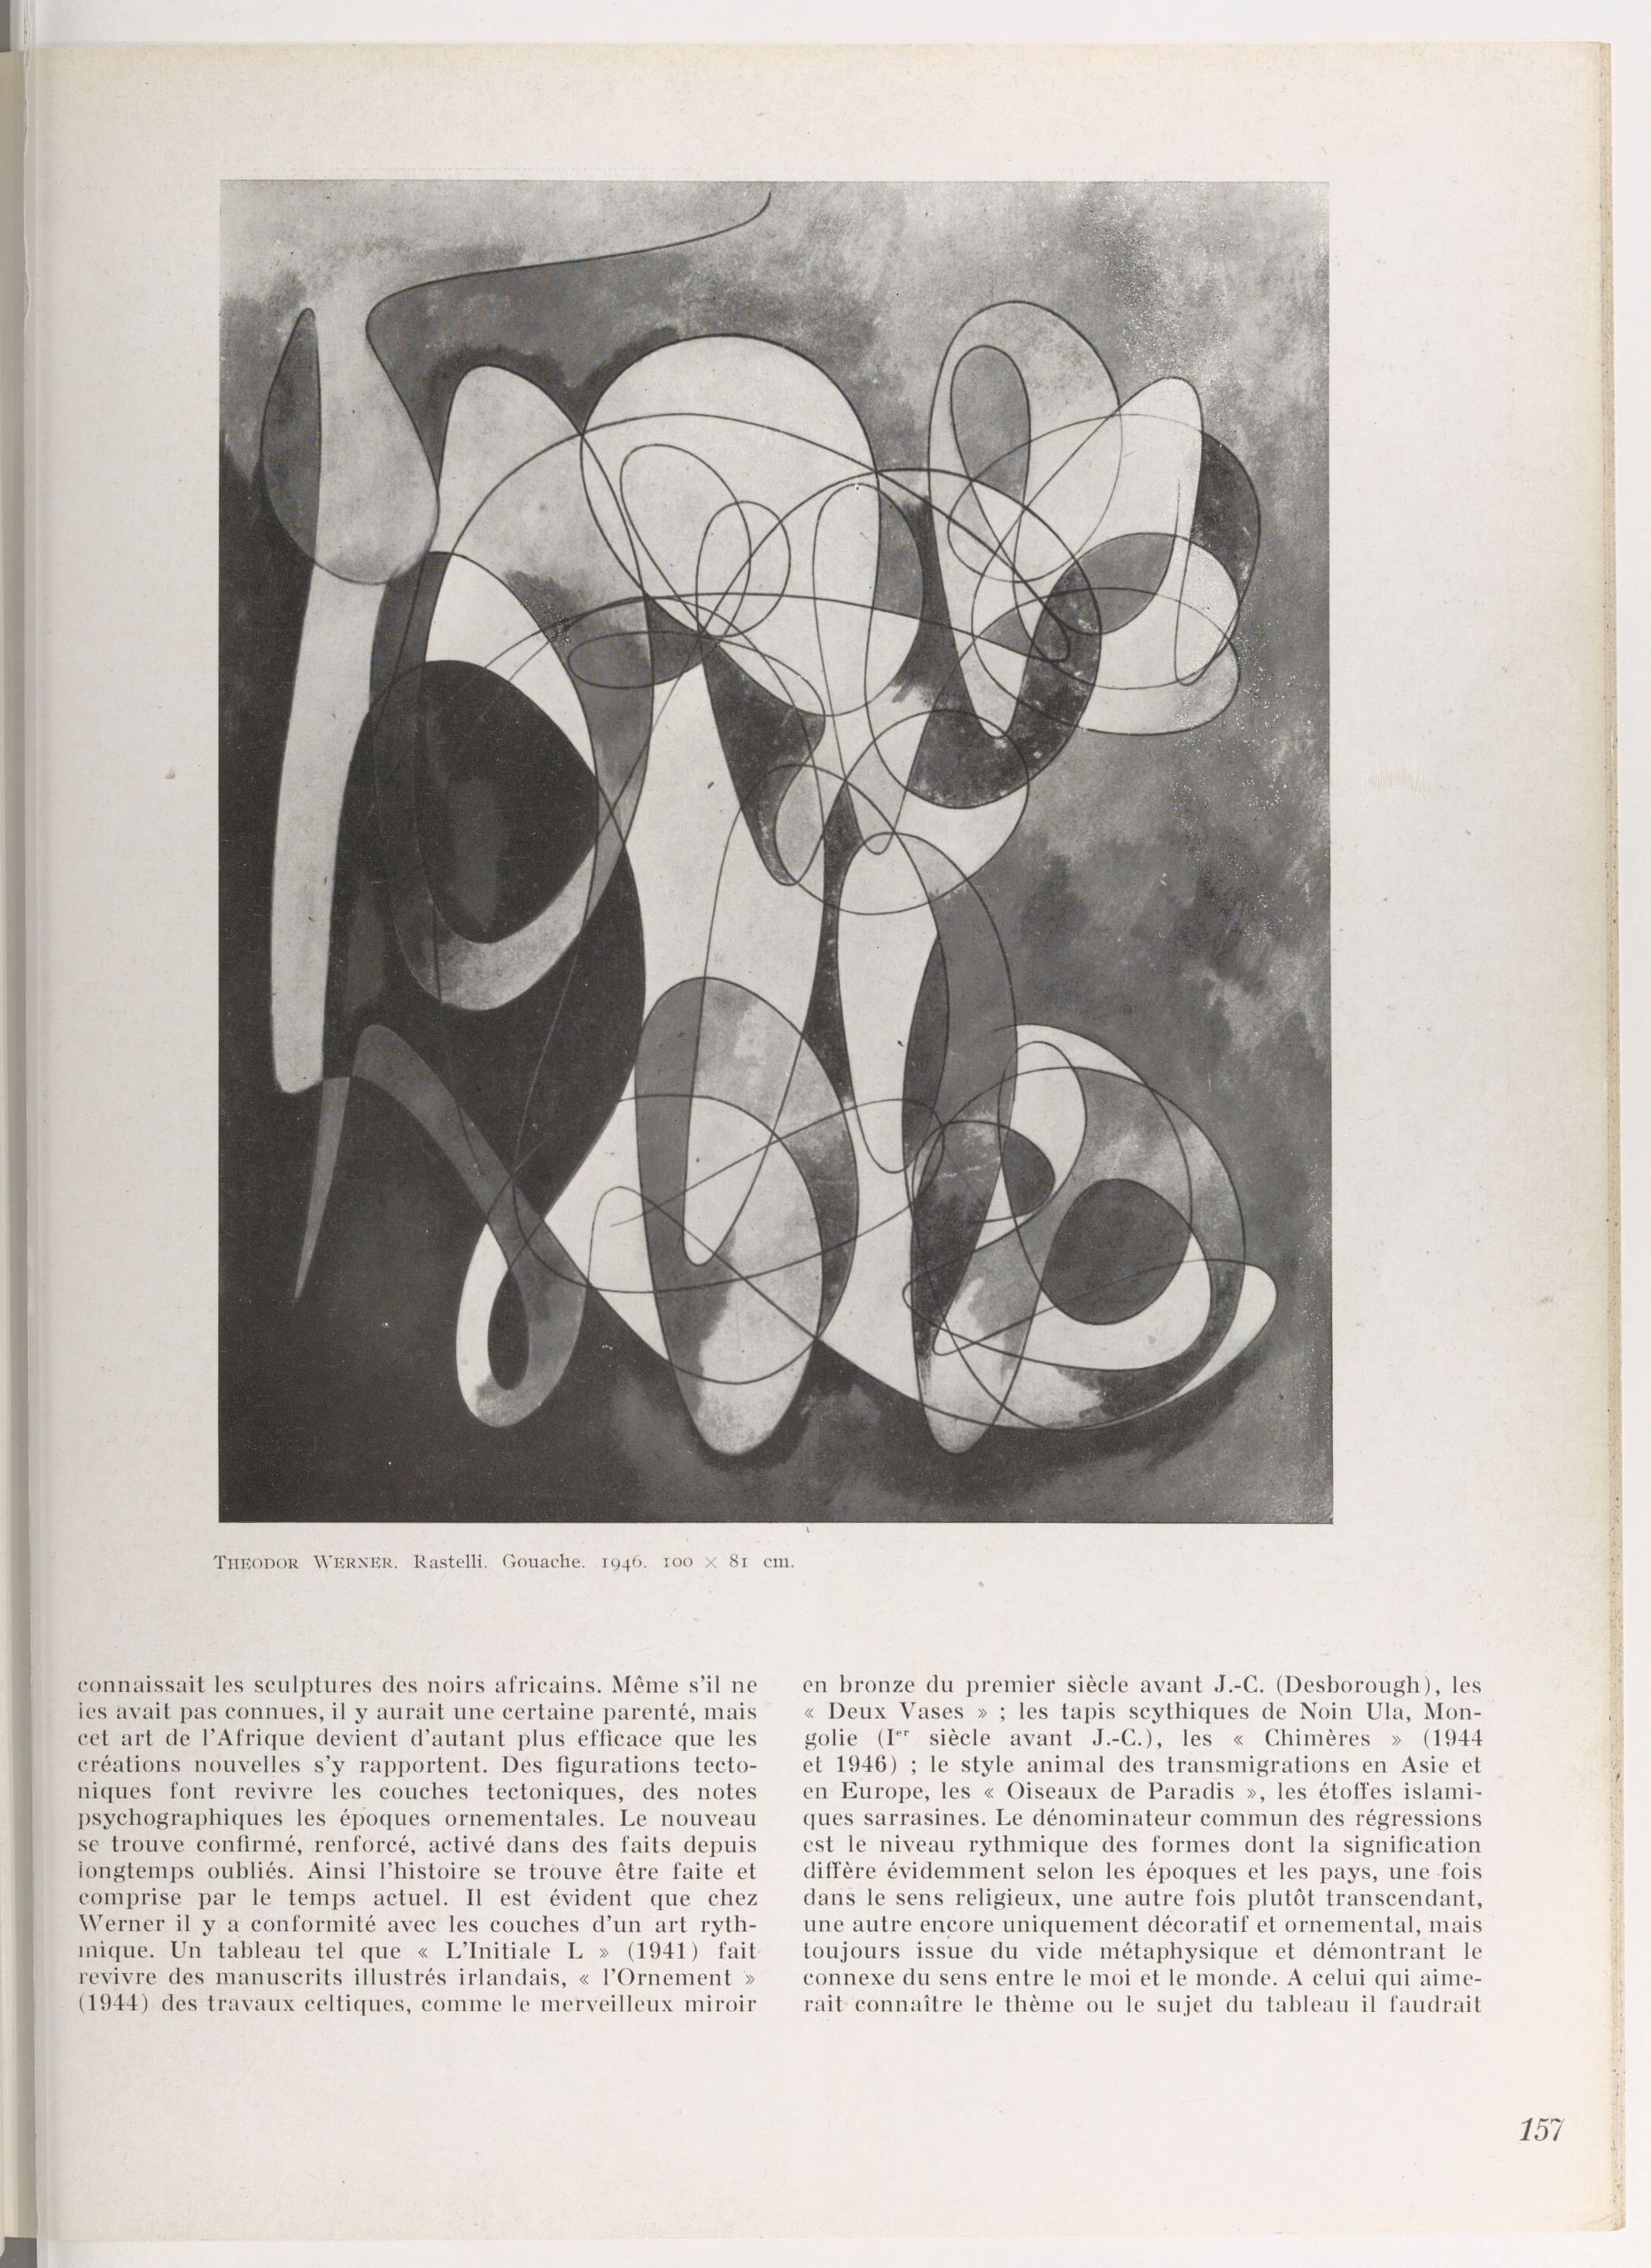 THEODOR WERNER. Rastelli. Gouache. 1946. 100 × 81 cm.
connaissait les sculptures des noirs africains. Même s'il ne
les avait pas connues, il y aurait une certaine parenté, mais
cet art de l'Afrique devient d'autant plus efficace que les
créations nouvelles s'y rapportent. Des figurations tecto-
niques font revivre les couches tectoniques, des notes
psychographiques les époques ornementales. Le nouveau
se trouve confirmé, renforcé, activé dans des faits depuis
longtemps oubliés. Ainsi l'histoire se trouve être faite et
comprise par le temps actuel. Il est évident que chez
Werner il y a conformité avec les couches d'un art ryth-
mique. Un tableau tel que « L'Initiale L » (1941) fait
revivre des manuscrits illustrés irlandais, « l'Ornement »
(1944) des travaux celtiques, comme le merveilleux miroir
en bronze du premier siècle avant J.-C. (Desborough), les
« Deux Vases » ; les tapis scythiques de Noin Ula, Mon-
golie (Ier siècle avant J.-C.), les « Chimères » (1944
et 1946) ; le style animal des transmigrations en Asie et
en Europe, les « Oiseaux de Paradis », les étoffes islami-
ques sarrasines. Le dénominateur commun des régressions
est le niveau rythmique des formes dont la signification
diffère évidemment selon les époques et les pays, une fois
dans le sens religieux, une autre fois plutôt transcendant,
une autre encore uniquement décoratif et ornemental, mais
toujours issue du vide métaphysique et démontrant le
connexe du sens entre le moi et le monde. A celui qui aime-
rait connaître le thème ou le sujet du tableau il faudrait
157